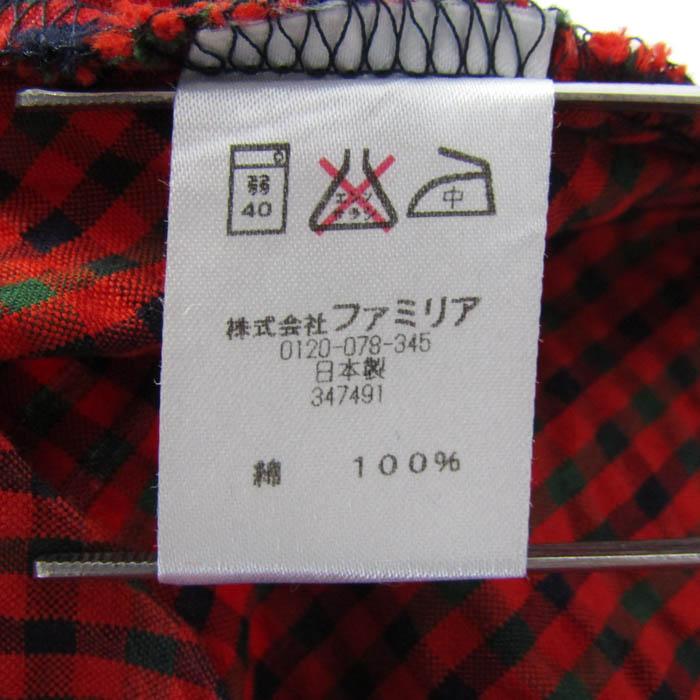 弱
40
エンソ
サラシ
中
株式会社ファミリア
0120-078-345
日本製
347491
綿 100%